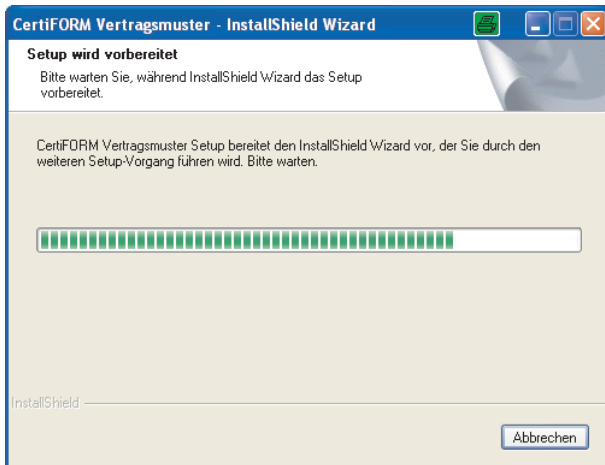 CertiFORM Vertragsmuster - InstallShield Wizard
Setup wird vorbereitet
Bitte warten Sie, während InstallShield Wizard das Setup
vorbereitet.
CertiFORM Vertragsmuster Setup bereitet den InstallShield Wizard vor, der Sie durch den
weiteren Setup-Vorgang führen wird. Bitte warten.
InstallShield
Abbrechen